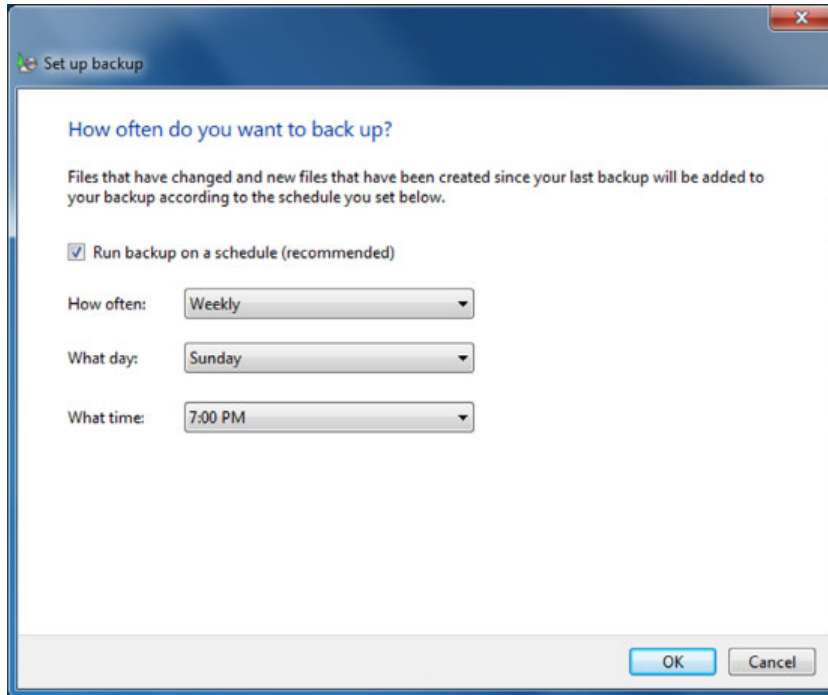 Set up backup
How often do you want to back up?
Files that have changed and new files that have been created since your last backup will be added to
your backup according to the schedule you set below.
Run backup on a schedule (recommended)
How often: Weekly
What day: Sunday
What time: 7:00 PM
OK Cancel